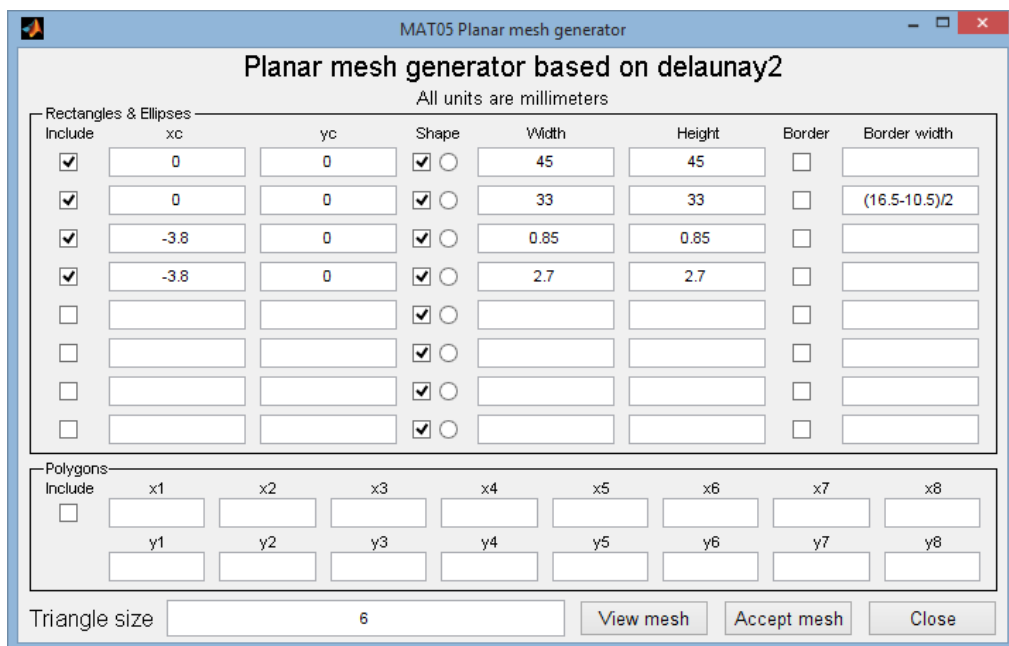 MAT05 Planar mesh generator
Planar mesh generator based on delaunay2
All units are millimeters
Rectangles & Ellipses
Include xc yc Shape Width Height Border Border width
0 0 45 45
0 0 33 33 (16.5-10.5)/2
-3.8 0 0.85 0.85
-3.8 0 2.7 2.7
Polygons
Include x1 x2 x3 x4 x5 x6 x7 x8
y1 y2 y3 y4 y5 y6 y7 y8
Triangle size 6 View mesh Accept mesh Close